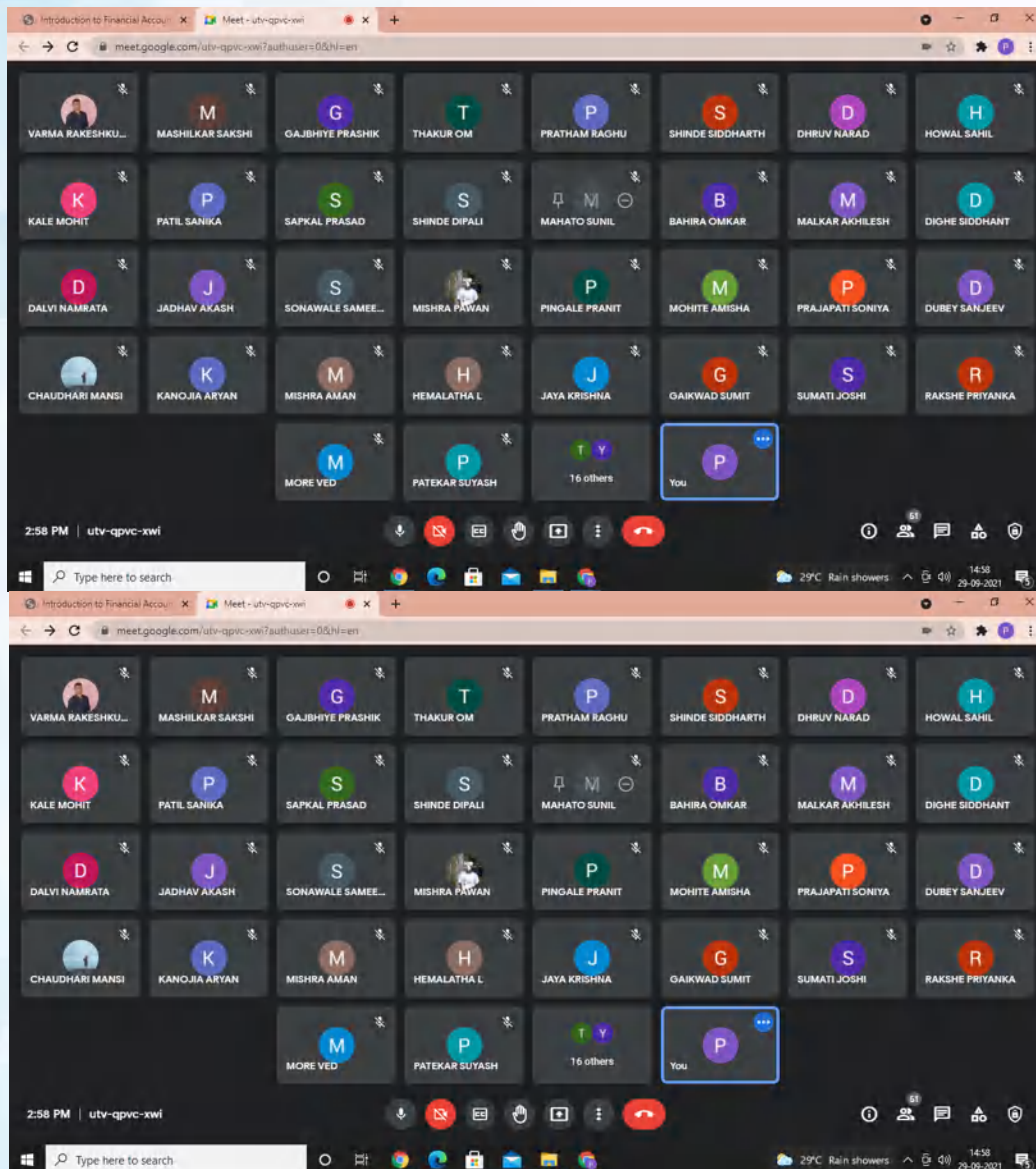 Introduction to Financial Accoun
Meet - utv-qpvc-xwi
meet.google.com/utv-qpvc-xwi?authuser=0&hl=en
P
VARMA RAKESHKU...
M MASHILKAR SAKSHI
G GAJBHIYE PRASHIK
T THAKUR OM
P PRATHAM RAGHU
S SHINDE SIDDHARTH
D DHRUV NARAD
H HOWAL SAHIL
K KALE MOHIT
P PATIL SANIKA
S SAPKAL PRASAD
S SHINDE DIPALI
M MAHATO SUNIL
B BAHIRA OMKAR
M MALKAR AKHILESH
D DIGHE SIDDHANT
D DALVI NAMRATA
J JADHAV AKASH
S SONAWALE SAMEE...
MISHRA PAWAN
P PINGALE PRANIT
M MOHITE AMISHA
P PRAJAPATI SONIYA
D DUBEY SANJEEV
CHAUDHARI MANSI
K KANOJIA ARYAN
M MISHRA AMAN
H HEMALATHA L
J JAYA KRISHNA
G GAIKWAD SUMIT
S SUMATI JOSHI
R RAKSHE PRIYANKA
M MORE VED
P PATEKAR SUYASH
T Y 16 others
P You
2:58 PM | utv-qpvc-xwi
CC
51
Type here to search
29°C Rain showers
14:58
29-09-2021
5
Introduction to Financial Accoun
Meet - utv-qpvc-xwi
meet.google.com/utv-qpvc-xwi?authuser=0&hl=en
P
VARMA RAKESHKU...
M MASHILKAR SAKSHI
G GAJBHIYE PRASHIK
T THAKUR OM
P PRATHAM RAGHU
S SHINDE SIDDHARTH
D DHRUV NARAD
H HOWAL SAHIL
K KALE MOHIT
P PATIL SANIKA
S SAPKAL PRASAD
S SHINDE DIPALI
M MAHATO SUNIL
B BAHIRA OMKAR
M MALKAR AKHILESH
D DIGHE SIDDHANT
D DALVI NAMRATA
J JADHAV AKASH
S SONAWALE SAMEE...
MISHRA PAWAN
P PINGALE PRANIT
M MOHITE AMISHA
P PRAJAPATI SONIYA
D DUBEY SANJEEV
CHAUDHARI MANSI
K KANOJIA ARYAN
M MISHRA AMAN
H HEMALATHA L
J JAYA KRISHNA
G GAIKWAD SUMIT
S SUMATI JOSHI
R RAKSHE PRIYANKA
M MORE VED
P PATEKAR SUYASH
T Y 16 others
P You
2:58 PM | utv-qpvc-xwi
CC
51
Type here to search
29°C Rain showers
14:58
29-09-2021